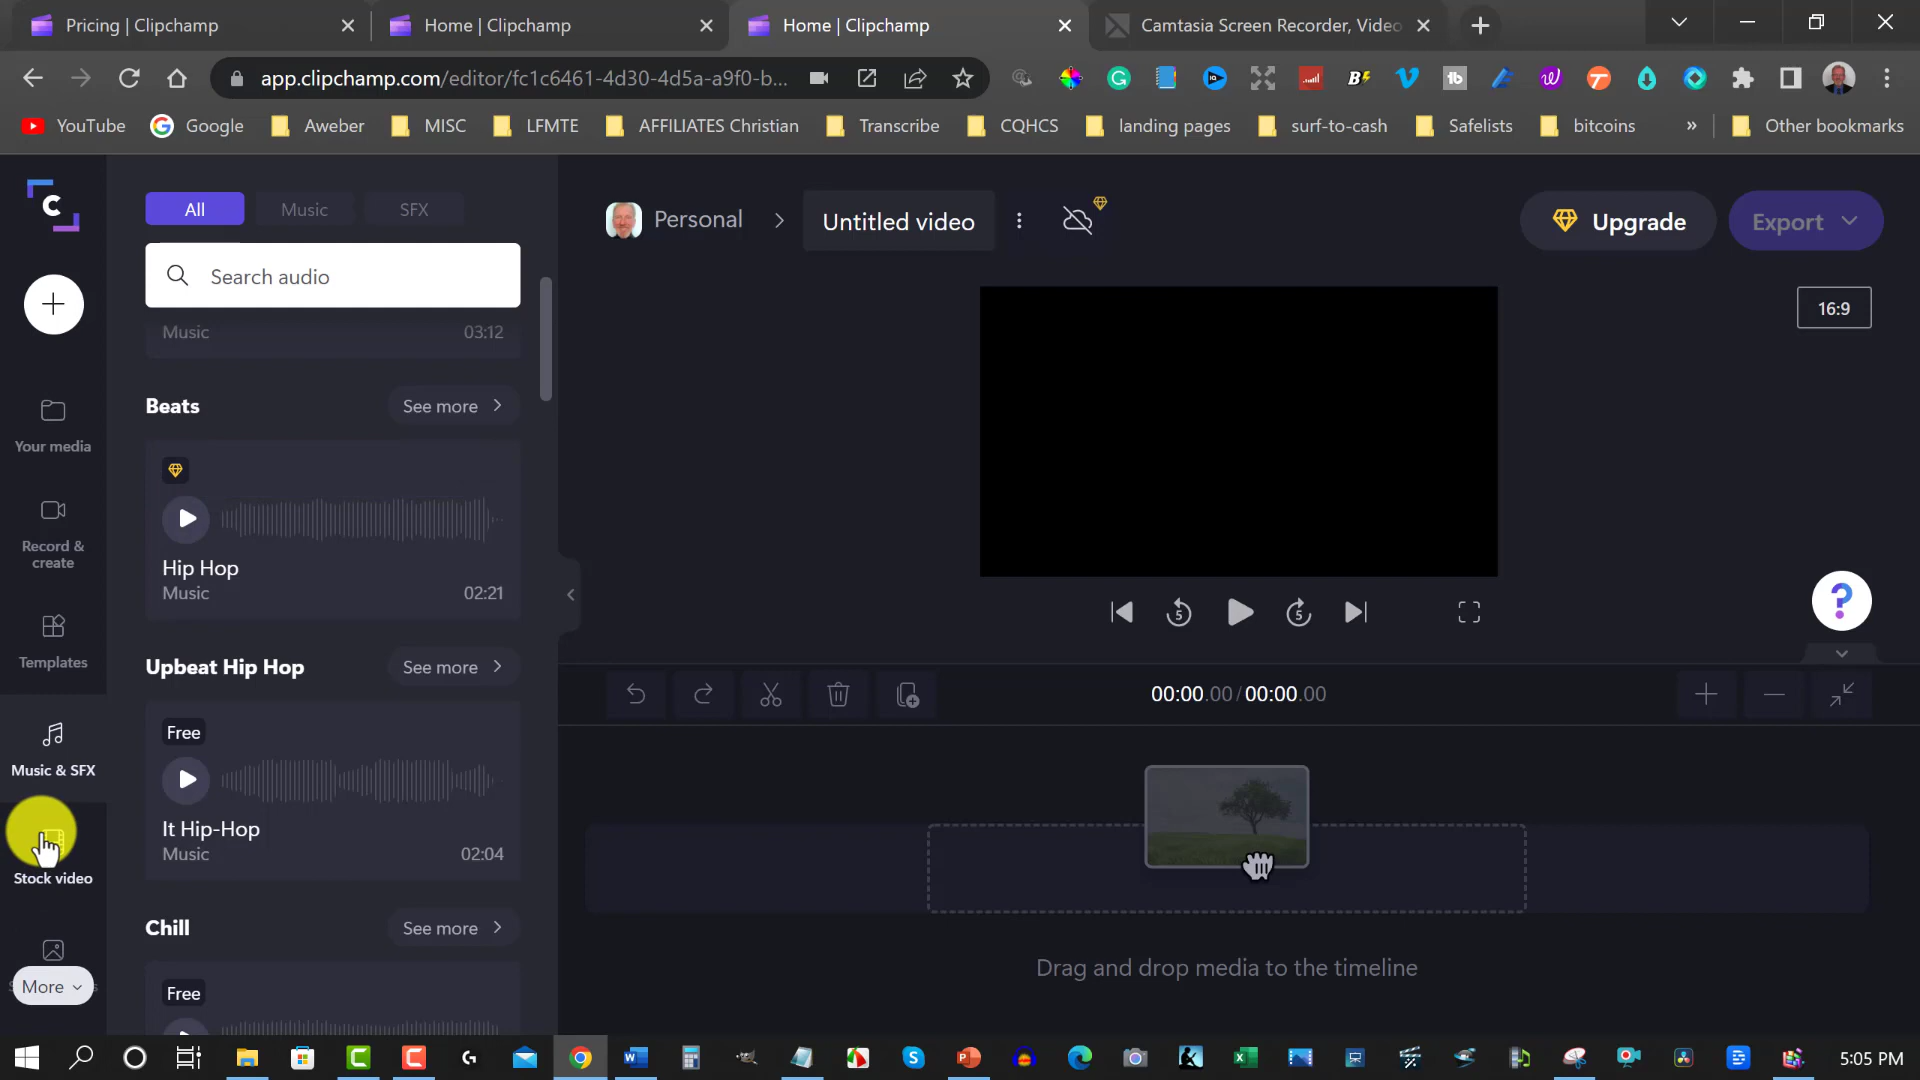 Pricing | Clipchamp
Home | Clipchamp
Home | Clipchamp
Camtasia Screen Recorder, Video
app.clipchamp.com/editor/fc1c6461-4d30-4d5a-a9f0-b...
YouTube
Google
Aweber
MISC
LFMTE
AFFILIATES Christian
Transcribe
CQHCS
landing pages
surf-to-cash
Safelists
bitcoins
»
Other bookmarks
All
Music
SFX
Search audio
Music 03:12
Beats
See more
Hip Hop
Music 02:21
Upbeat Hip Hop
See more
Free
It Hip-Hop
Music 02:04
Chill
See more
Free
Your media
Record &
create
Templates
Music & SFX
Stock video
More
Personal
Untitled video
Upgrade
Export
16:9
5
5
?
00:00.00 / 00:00.00
Drag and drop media to the timeline
5:05 PM